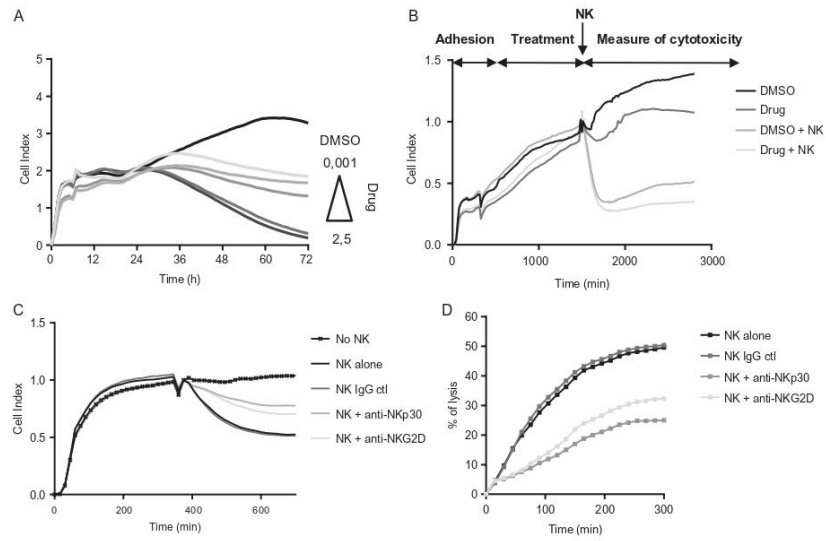 A
5
4
3
2
1
0
Cell Index
0 12 24 36 48 60 72
Time (h)
DMSO
0,001
Drug
2,5
B
NK
Adhesion Treatment Measure of cytotoxicity
1.5
1.0
0.5
0.0
Cell Index
0 1000 2000 3000
Time (min)
DMSO
Drug
DMSO + NK
Drug + NK
C
1.5
1.0
0.5
0.0
Cell Index
0 200 400 600
Time (min)
No NK
NK alone
NK IgG ctl
NK + anti-NKp30
NK + anti-NKG2D
D
60
50
40
30
20
10
0
% of lysis
0 100 200 300
Time (min)
NK alone
NK IgG ctl
NK + anti-NKp30
NK + anti-NKG2D